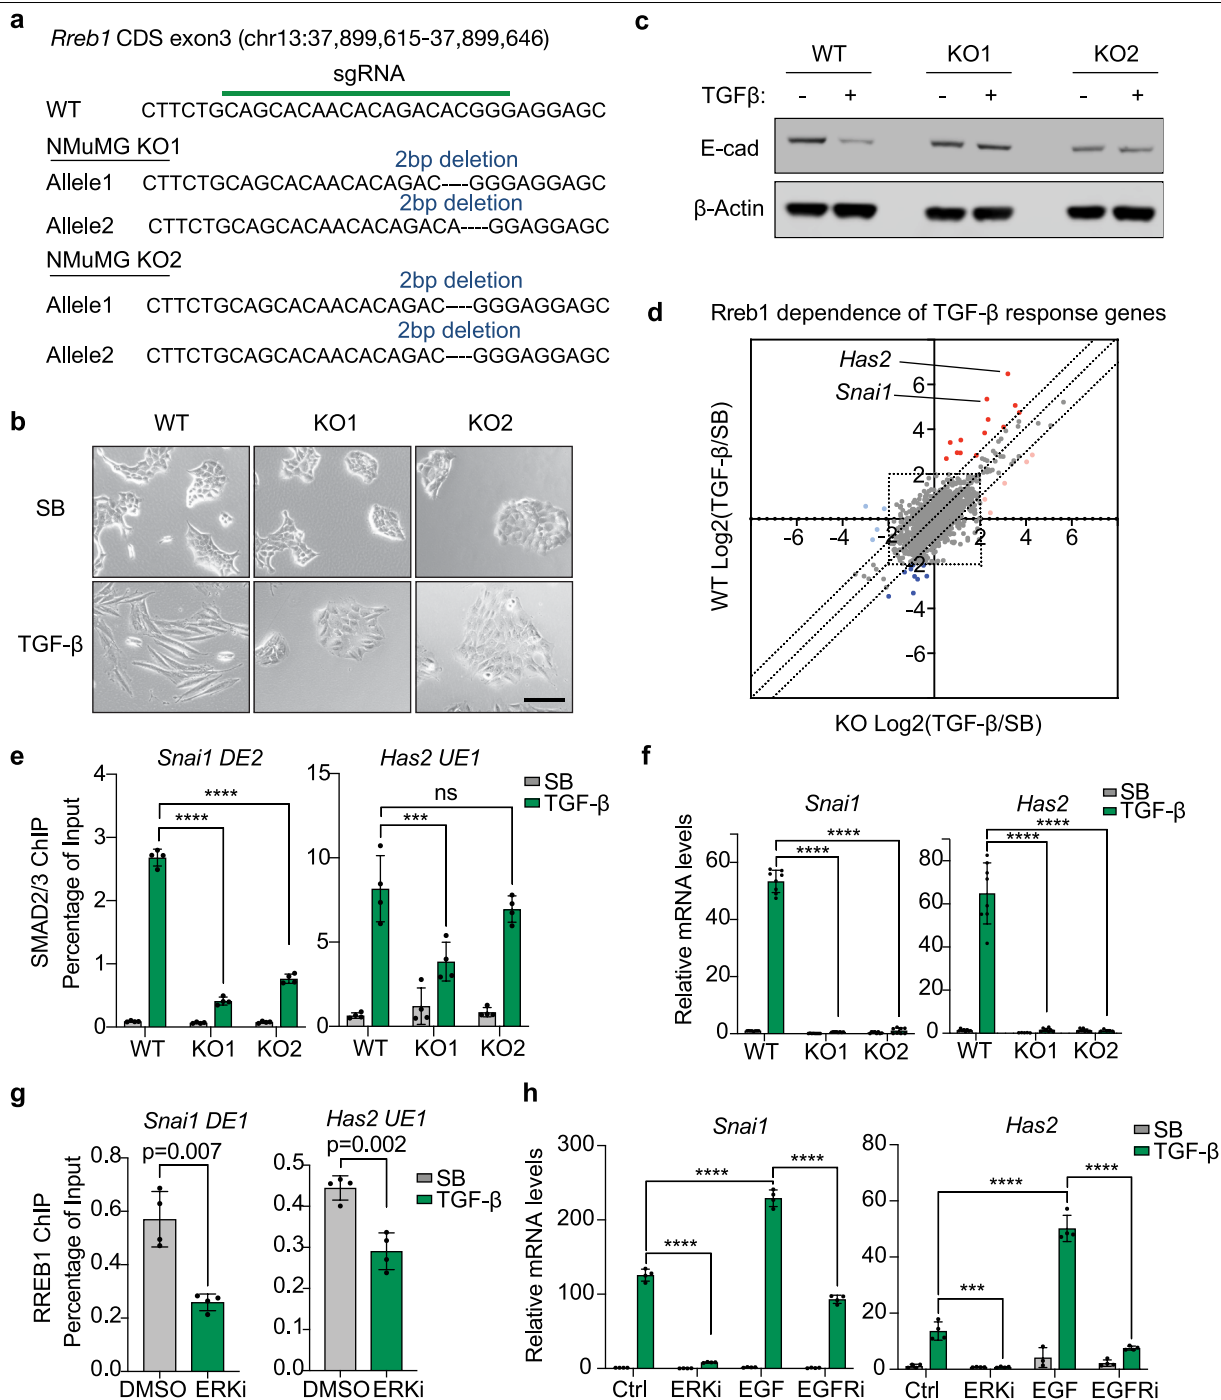 a
Rreb1 CDS exon3 (chr13:37,899,615-37,899,646)
sgRNA
WT CTTCTGCAGCACAACACAGACACGGGAGGAGC
NMuMG KO1
2bp deletion
Allele1 CTTCTGCAGCACAACACAGAC----GGGAGGAGC
2bp deletion
Allele2 CTTCTGCAGCACAACACAGACA----GGAGGAGC
NMuMG KO2
2bp deletion
Allele1 CTTCTGCAGCACAACACAGAC----GGGAGGAGC
2bp deletion
Allele2 CTTCTGCAGCACAACACAGAC----GGGAGGAGC
b
WT KO1 KO2
SB
TGF-β
c
WT KO1 KO2
TGFβ: - + - + - +
E-cad
β-Actin
d
Rreb1 dependence of TGF-β response genes
Has2
Snai1
WT Log2(TGF-β/SB)
6
4
2
-6 -4 -2 2 4 6
-2
-4
-6
KO Log2(TGF-β/SB)
e
SMAD2/3 ChIP
Percentage of Input
Snai1 DE2
4
3
2
1
0
****
****
WT KO1 KO2
Has2 UE1
15
10
5
0
ns
***
WT KO1 KO2
SB
TGF-β
f
Relative mRNA levels
Snai1
60
40
20
0
****
****
WT KO1 KO2
Has2
80
60
40
20
0
****
****
WT KO1 KO2
SB
TGF-β
g
RREB1 ChIP
Percentage of Input
Snai1 DE1
p=0.007
0.8
0.6
0.4
0.2
0.0
DMSO ERKi
Has2 UE1
p=0.002
0.5
0.4
0.3
0.2
0.1
0.0
DMSO ERKi
SB
TGF-β
h
Relative mRNA levels
Snai1
300
200
100
0
****
****
****
Ctrl ERKi EGF EGFRi
Has2
80
60
40
20
0
****
****
***
Ctrl ERKi EGF EGFRi
SB
TGF-β